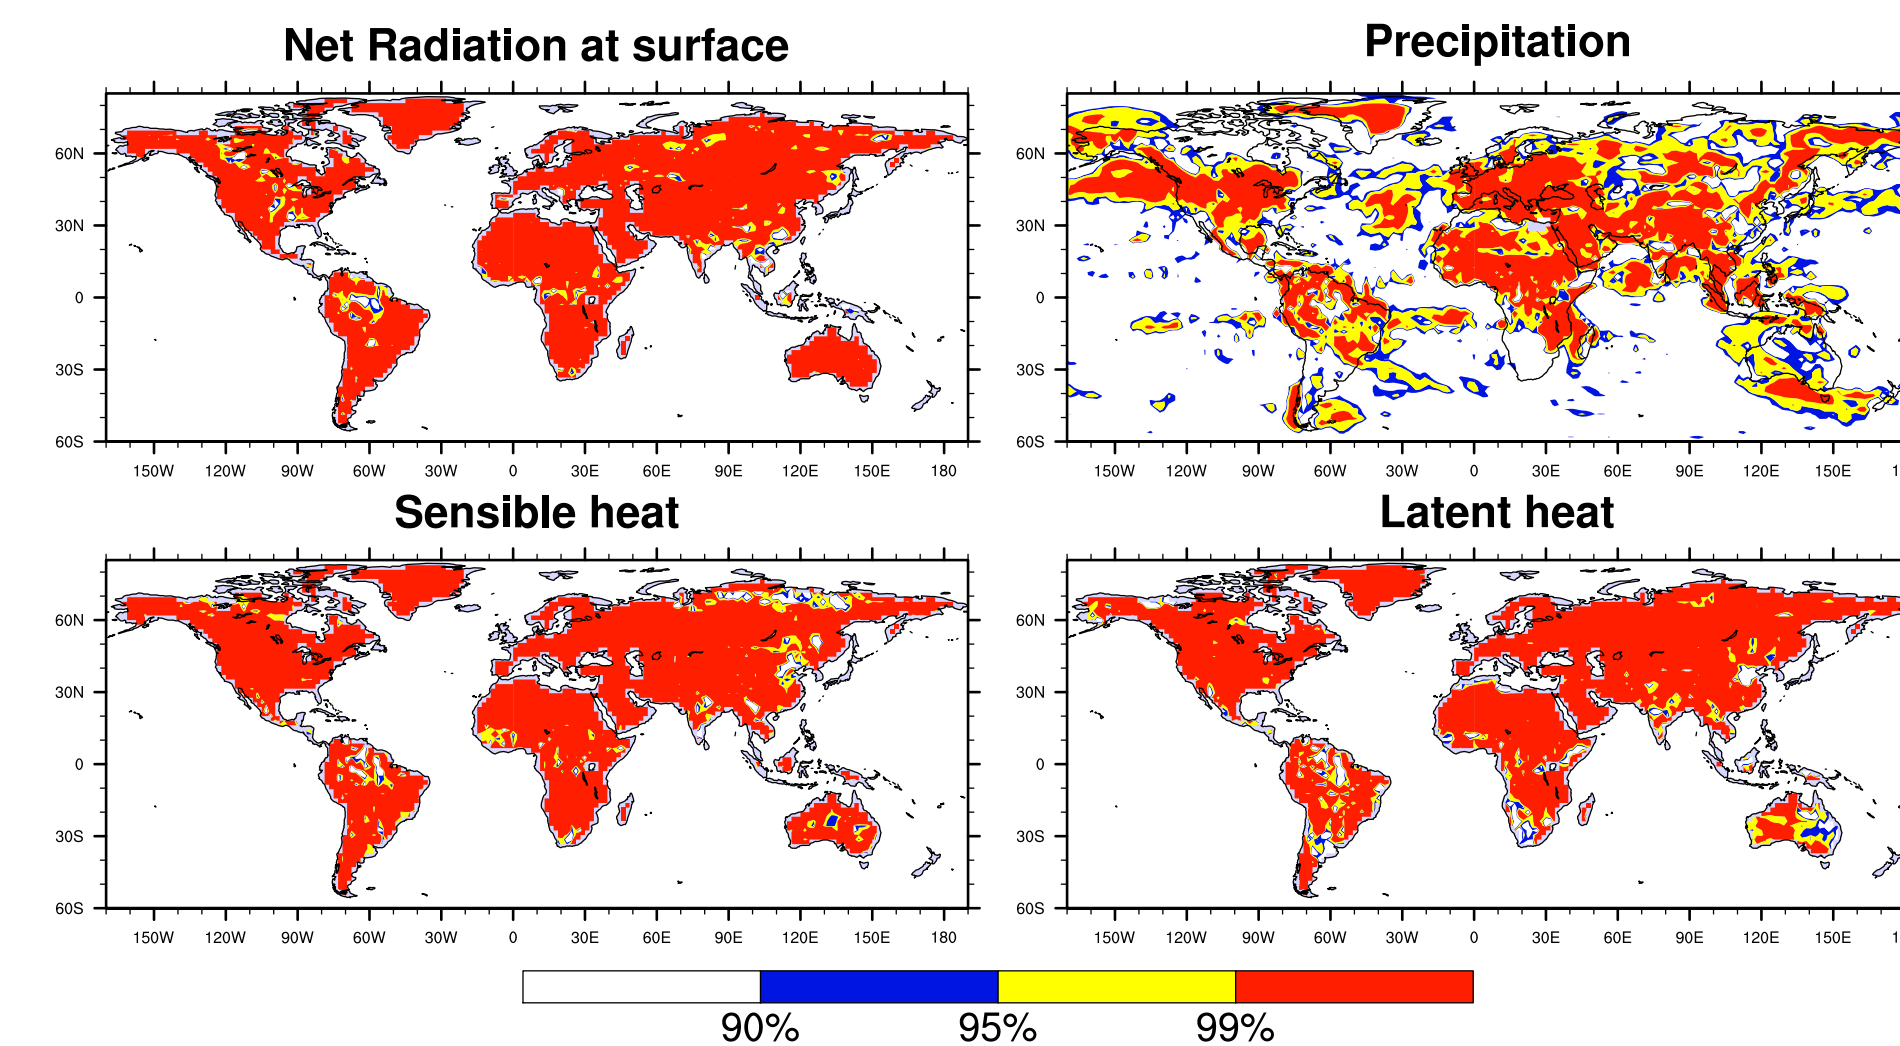 Net Radiation at surface
Precipitation
60N
30N
0
30S
60S
150W 120W 90W 60W 30W 0 30E 60E 90E 120E 150E 180
60N
30N
0
30S
60S
150W 120W 90W 60W 30W 0 30E 60E 90E 120E 150E 1
Sensible heat
Latent heat
60N
30N
0
30S
60S
150W 120W 90W 60W 30W 0 30E 60E 90E 120E 150E 180
60N
30N
0
30S
60S
150W 120W 90W 60W 30W 0 30E 60E 90E 120E 150E 1
90% 95% 99%